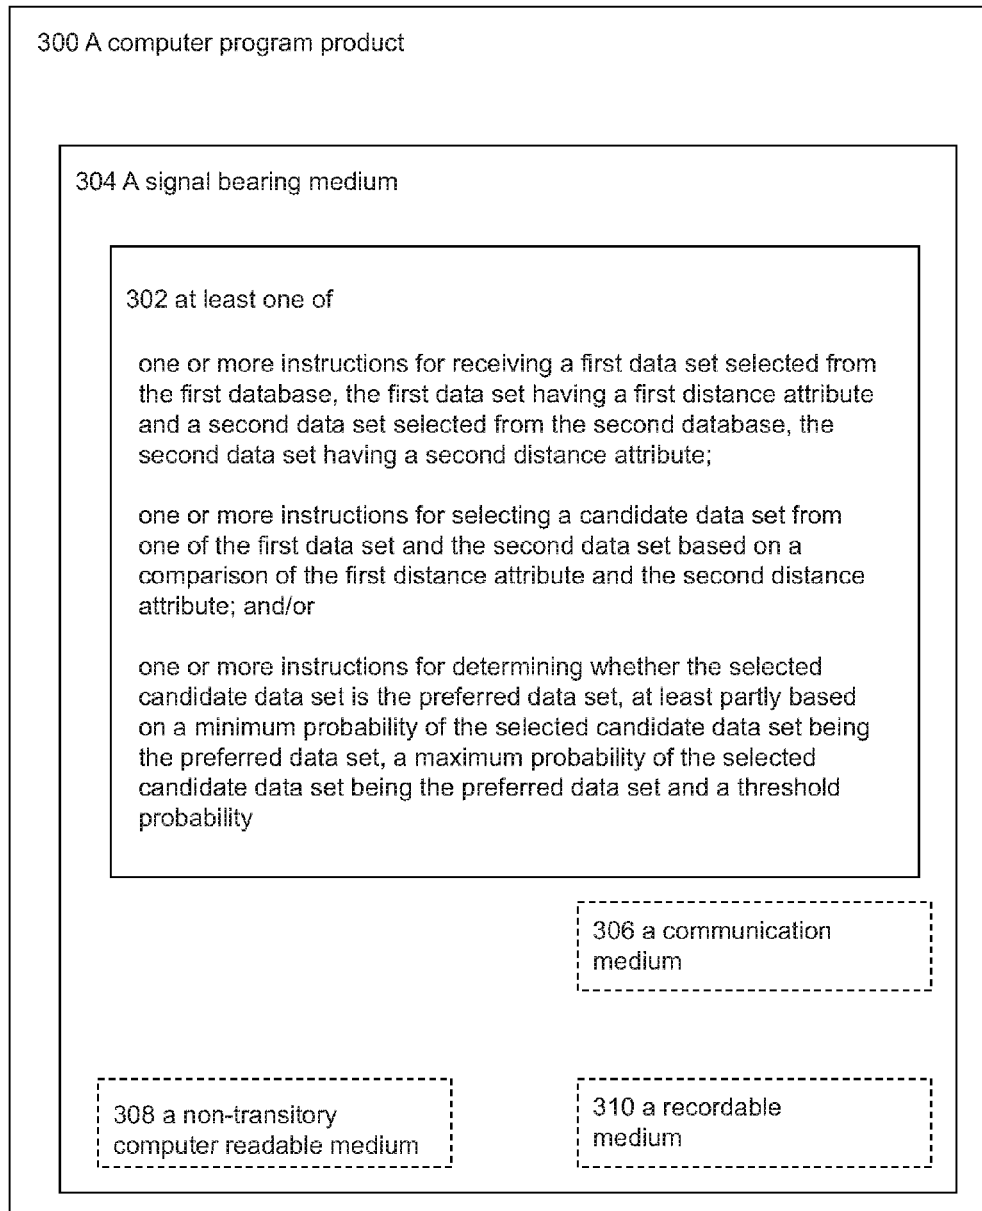 300 A computer program product
304 A signal bearing medium
302 at least one of
one or more instructions for receiving a first data set selected from
the first database, the first data set having a first distance attribute
and a second data set selected from the second database, the
second data set having a second distance attribute;
one or more instructions for selecting a candidate data set from
one of the first data set and the second data set based on a
comparison of the first distance attribute and the second distance
attribute; and/or
one or more instructions for determining whether the selected
candidate data set is the preferred data set, at least partly based
on a minimum probability of the selected candidate data set being
the preferred data set, a maximum probability of the selected
candidate data set being the preferred data set and a threshold
probability
306 a communication
medium
308 a non-transitory
computer readable medium
310 a recordable
medium